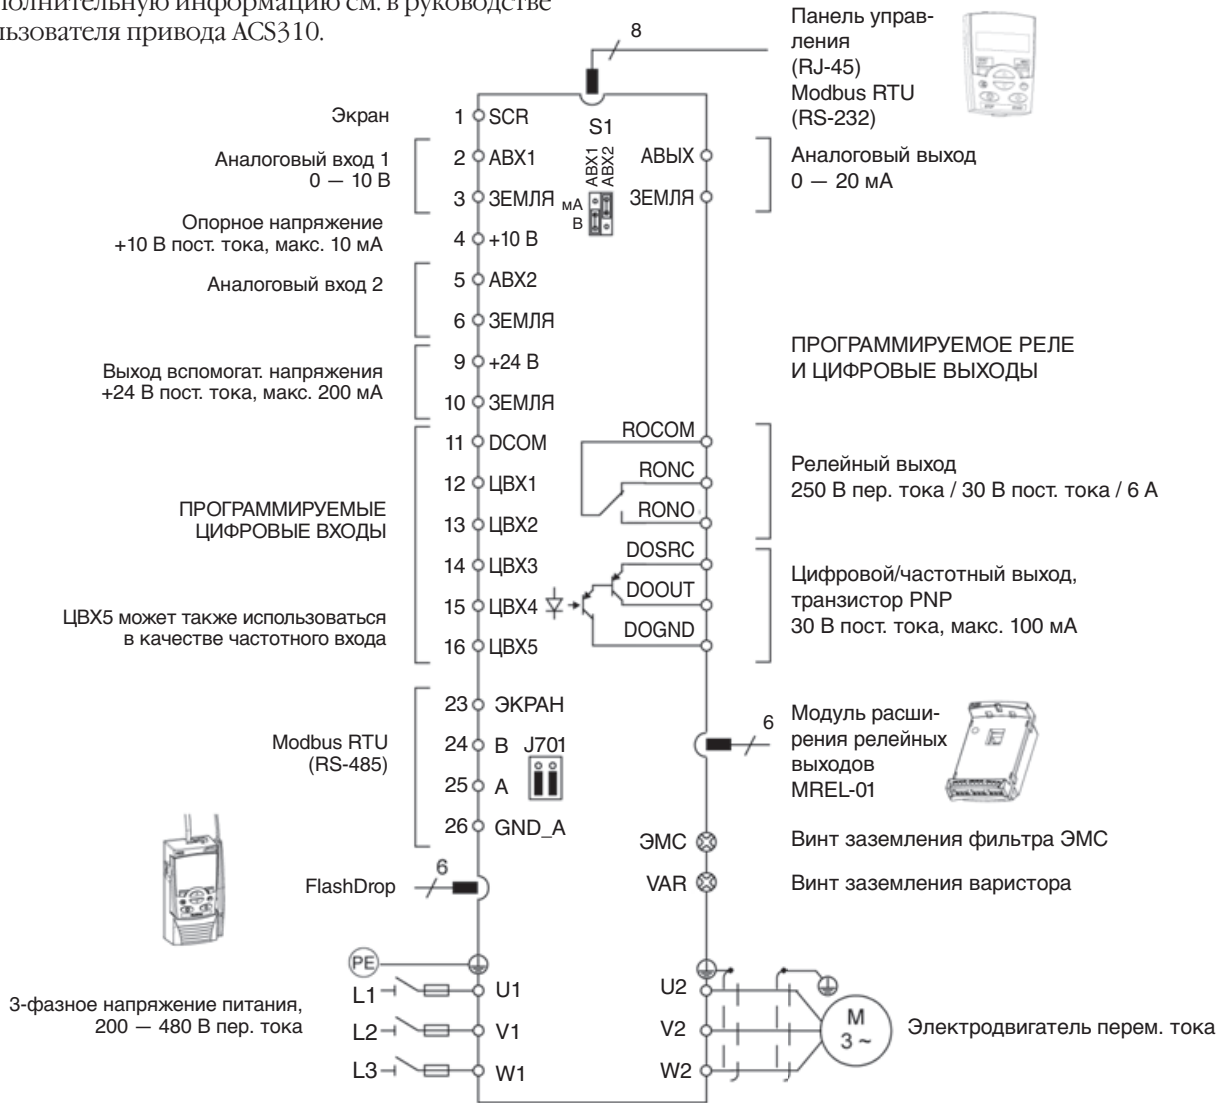 полнительную информацию см. в руководстве
льзователя привода ACS310.
8
Панель управ-
ления
(RJ-45)
Modbus RTU
(RS-232)
Экран
1 SCR
S1
АВХ1
АВХ2
мА
В
Аналоговый вход 1
0 — 10 В
2 АВХ1
3 ЗЕМЛЯ
АВЫХ
ЗЕМЛЯ
Аналоговый выход
0 — 20 мА
Опорное напряжение
+10 В пост. тока, макс. 10 мА
4 +10 В
Аналоговый вход 2
5 АВХ2
6 ЗЕМЛЯ
Выход вспомогат. напряжения
+24 В пост. тока, макс. 200 мА
9 +24 В
10 ЗЕМЛЯ
ПРОГРАММИРУЕМОЕ РЕЛЕ
И ЦИФРОВЫЕ ВЫХОДЫ
11 DCOM
12 ЦВХ1
13 ЦВХ2
14 ЦВХ3
15 ЦВХ4
16 ЦВХ5
ПРОГРАММИРУЕМЫЕ
ЦИФРОВЫЕ ВХОДЫ
ЦВХ5 может также использоваться
в качестве частотного входа
ROCOM
RONC
RONO
Релейный выход
250 В пер. тока / 30 В пост. тока / 6 А
DOSRC
DOOUT
DOGND
Цифровой/частотный выход,
транзистор PNP
30 В пост. тока, макс. 100 мА
Modbus RTU
(RS-485)
23 ЭКРАН
24 B
J701
25 A
26 GND_A
6
Модуль расши-
рения релейных
выходов
MREL-01
ЭМС
Винт заземления фильтра ЭМС
VAR
Винт заземления варистора
FlashDrop
6
PE
3-фазное напряжение питания,
200 — 480 В пер. тока
L1 U1
L2 V1
L3 W1
U2
V2
W2
M
3 ~
Электродвигатель перем. тока